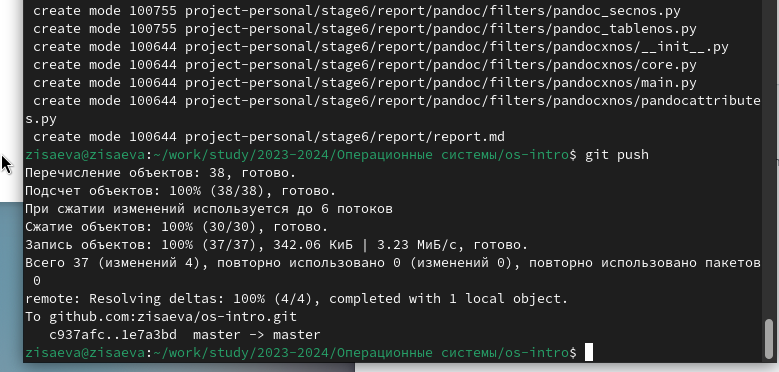 create mode 100755 project-personal/stage6/report/pandoc/filters/pandoc_secnos.py
create mode 100755 project-personal/stage6/report/pandoc/filters/pandoc_tablenos.py
create mode 100644 project-personal/stage6/report/pandoc/filters/pandocxnos/__init__.py
create mode 100644 project-personal/stage6/report/pandoc/filters/pandocxnos/core.py
create mode 100644 project-personal/stage6/report/pandoc/filters/pandocxnos/main.py
create mode 100644 project-personal/stage6/report/pandoc/filters/pandocxnos/pandocattribute
s.py
create mode 100644 project-personal/stage6/report/report.md
zisaeva@zisaeva:~/work/study/2023-2024/Операционные системы/os-intro$ git push
Перечисление объектов: 38, готово.
Подсчет объектов: 100% (38/38), готово.
При сжатии изменений используется до 6 потоков
Сжатие объектов: 100% (30/30), готово.
Запись объектов: 100% (37/37), 342.06 КиБ | 3.23 МиБ/с, готово.
Всего 37 (изменений 4), повторно использовано 0 (изменений 0), повторно использовано пакетов
0
remote: Resolving deltas: 100% (4/4), completed with 1 local object.
To github.com:zisaeva/os-intro.git
c937afc..1e7a3bd  master -> master
zisaeva@zisaeva:~/work/study/2023-2024/Операционные системы/os-intro$